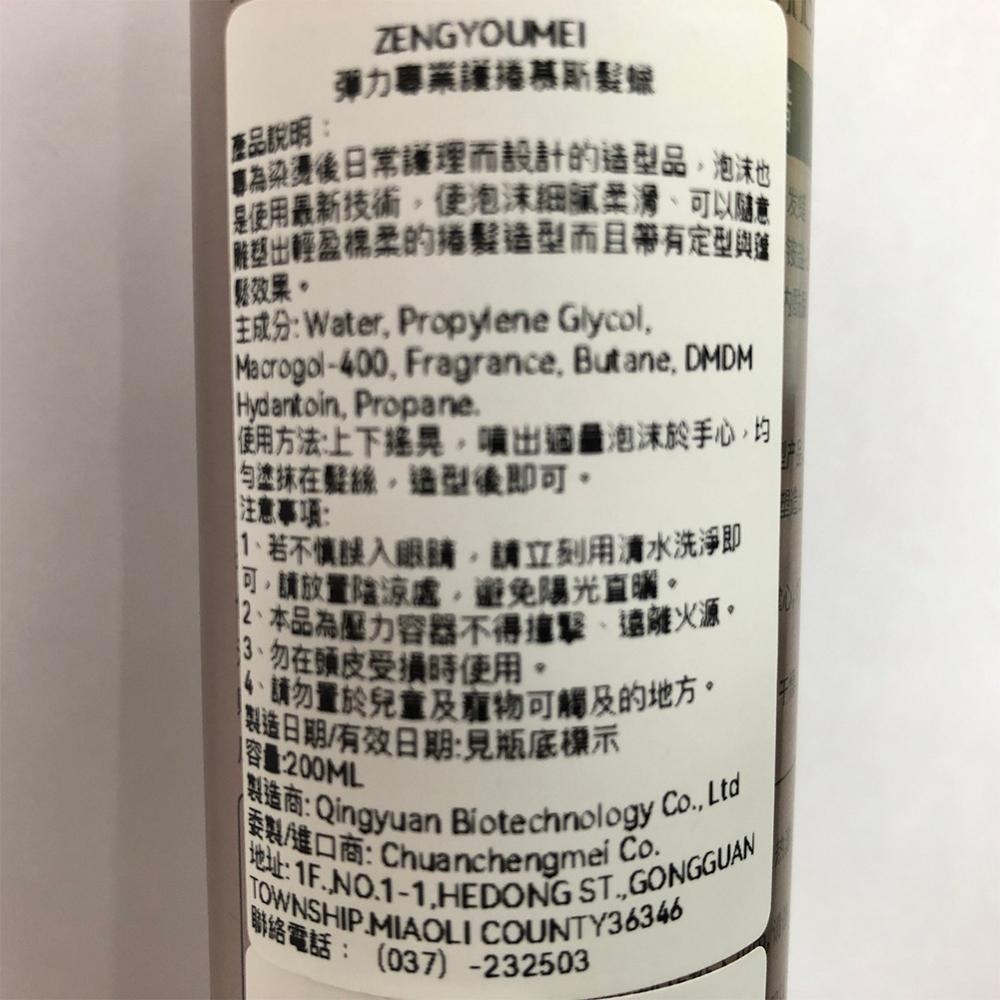 ZENGYOUMEI
彈力專業護捲慕斯髮蠟
產品說明：
專為染燙後日常護理而設計的造型品，泡沫也
是使用最新技術，使泡沫細膩柔滑、可以隨意
雕塑出輕盈棉柔的捲髮造型而且帶有定型與蓬
鬆效果。
主成分: Water, Propylene Glycol,
Macrogol-400, Fragrance, Butane, DMDM
Hydantoin, Propane.
使用方法:上下搖晃，噴出適量泡沫於手心，均
勻塗抹在髮絲，造型後即可。
注意事項:
1、若不慎誤入眼睛，請立刻用清水洗淨即
可，請放置陰涼處，避免陽光直曬。
2、本品為壓力容器不得撞擊、遠離火源。
3、勿在頭皮受損時使用。
4、請勿置於兒童及寵物可觸及的地方。
製造日期/有效日期:見瓶底標示
容量:200ML
製造商: Qingyuan Biotechnology Co., Ltd
委製/進口商: Chuanchengmei Co.
地址: 1F.,NO.1-1,HEDONG ST.,GONGGUAN
TOWNSHIP.MIAOLI COUNTY36346
聯絡電話： (037) -232503